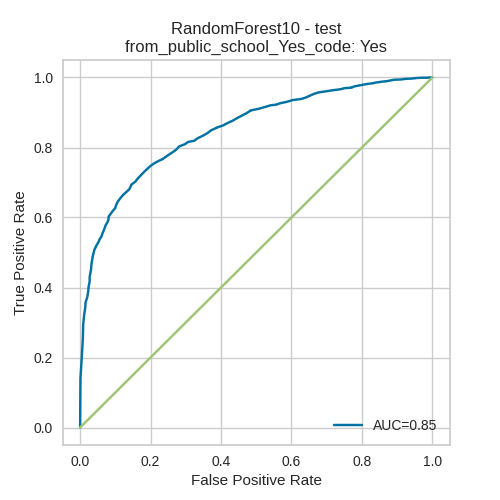 RandomForest10 - test
from_public_school_Yes_code: Yes
1.0
0.8
0.6
0.4
0.2
0.0
True Positive Rate
AUC=0.85
0.0 0.2 0.4 0.6 0.8 1.0
False Positive Rate